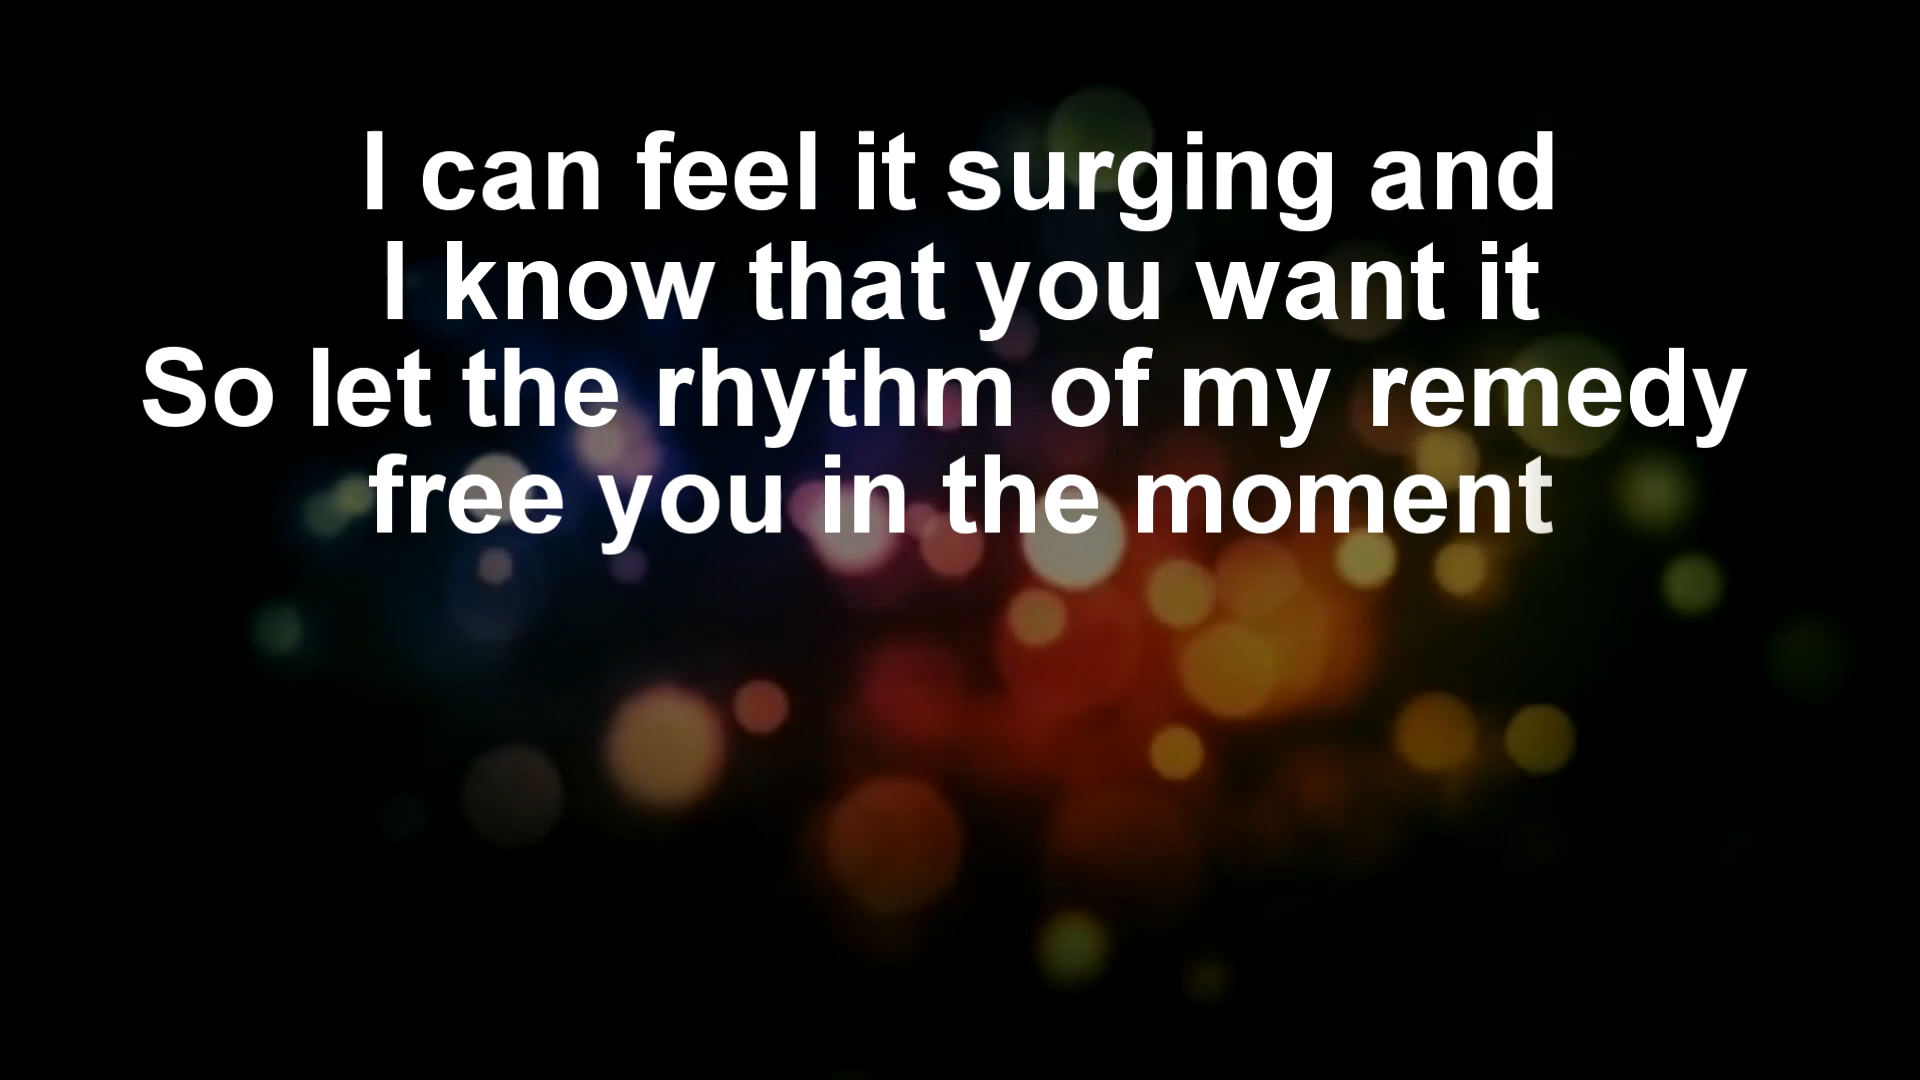 I can feel it surging and
I know that you want it
So let the rhythm of my remedy
free you in the moment